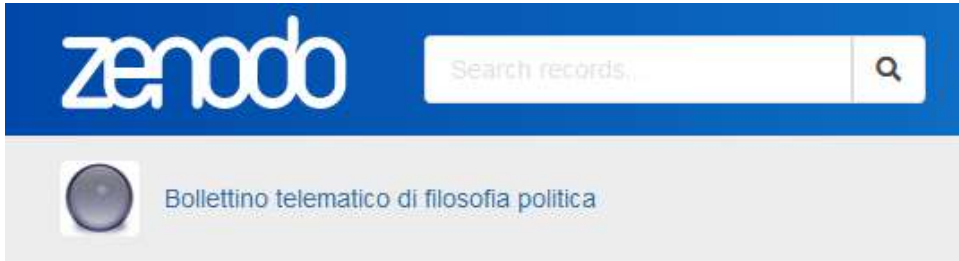 zenodo
Search records...
Bollettino telematico di filosofia politica